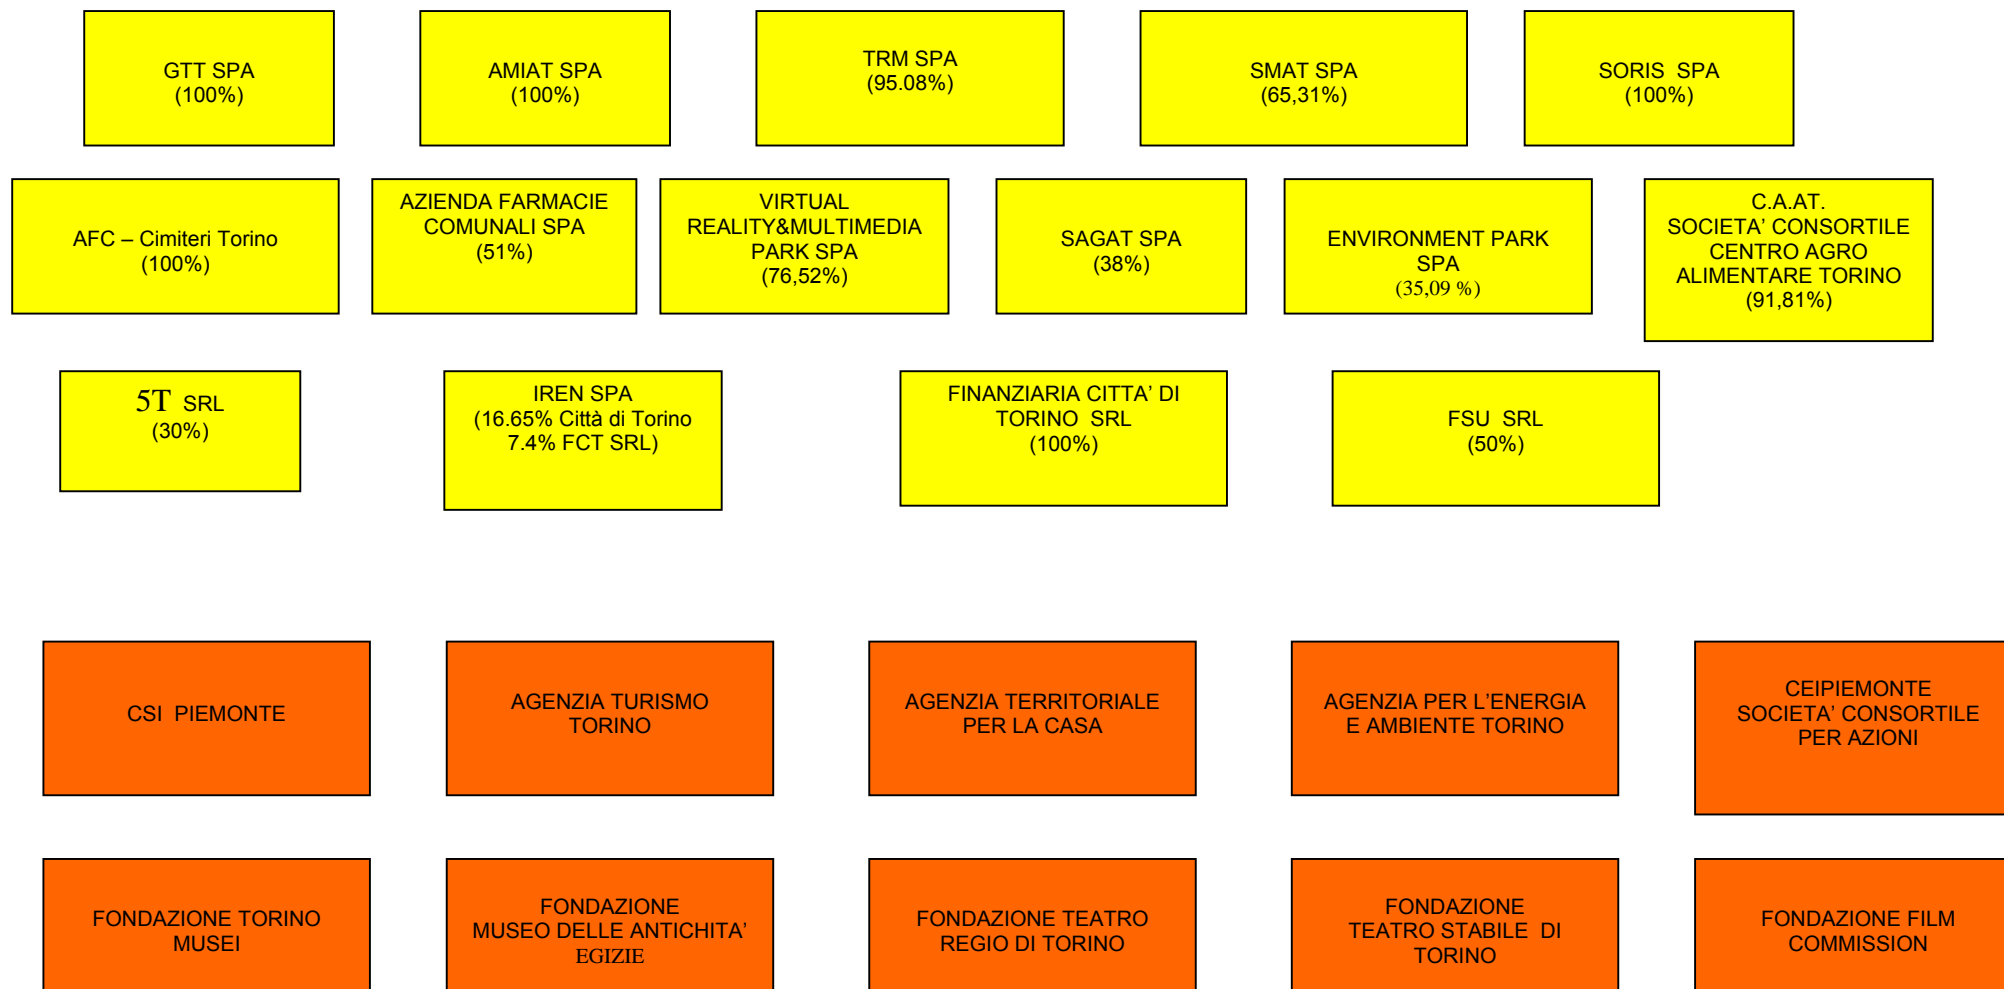 GTT SPA
(100%)
AMIAT SPA
(100%)
TRM SPA
(95.08%)
SMAT SPA
(65,31%)
SORIS SPA
(100%)
AFC – Cimiteri Torino
(100%)
AZIENDA FARMACIE
COMUNALI SPA
(51%)
VIRTUAL
REALITY&MULTIMEDIA
PARK SPA
(76,52%)
SAGAT SPA
(38%)
ENVIRONMENT PARK
SPA
(35,09 %)
C.A.AT.
SOCIETA’ CONSORTILE
CENTRO AGRO
ALIMENTARE TORINO
(91,81%)
5T SRL
(30%)
IREN SPA
(16.65% Città di Torino
7.4% FCT SRL)
FINANZIARIA CITTA’ DI
TORINO SRL
(100%)
FSU SRL
(50%)
CSI PIEMONTE
AGENZIA TURISMO
TORINO
AGENZIA TERRITORIALE
PER LA CASA
AGENZIA PER L’ENERGIA
E AMBIENTE TORINO
CEIPIEMONTE
SOCIETA’ CONSORTILE
PER AZIONI
FONDAZIONE TORINO
MUSEI
FONDAZIONE
MUSEO DELLE ANTICHITA’
EGIZIE
FONDAZIONE TEATRO
REGIO DI TORINO
FONDAZIONE
TEATRO STABILE DI
TORINO
FONDAZIONE FILM
COMMISSION